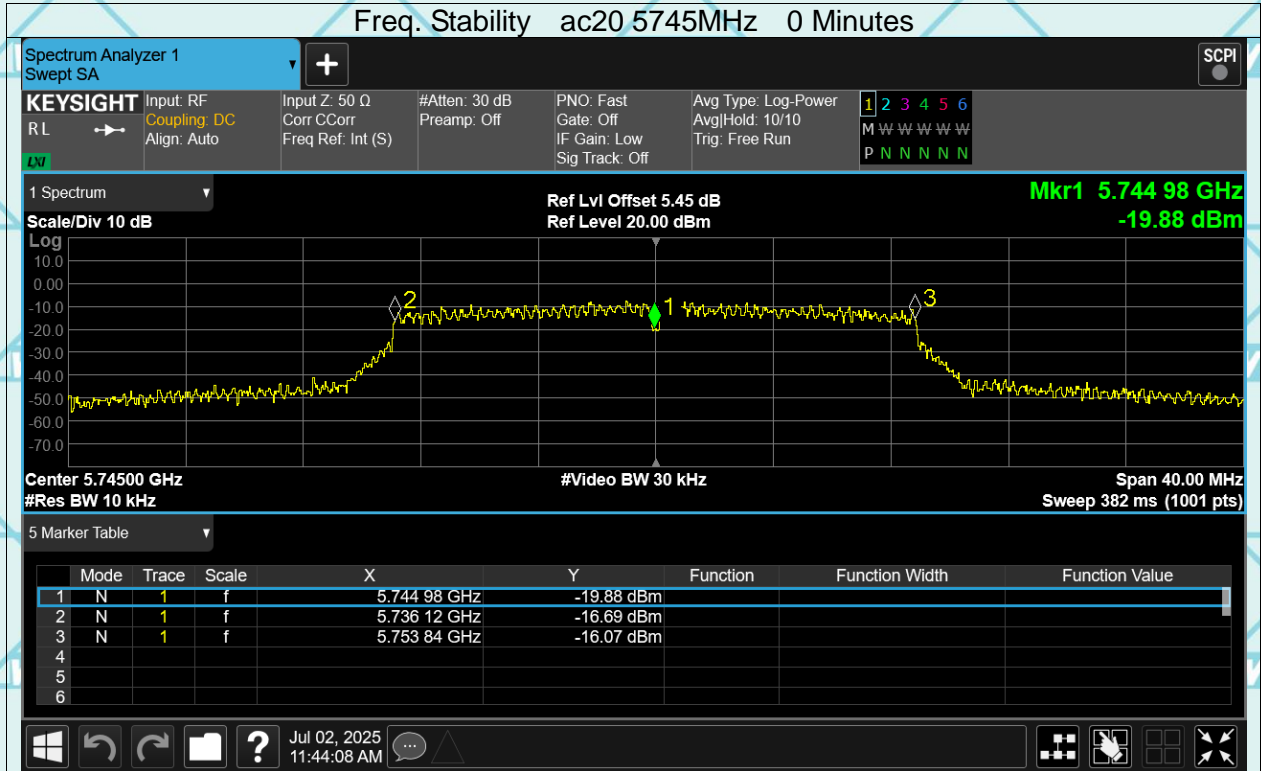 Freq. Stability ac20 5745MHz 0 Minutes
Spectrum Analyzer 1
Swept SA
+
SCPI
KEYSIGHT
RL
LXI
Input: RF
Coupling: DC
Align: Auto
Input Z: 50 Ω
Corr CCorr
Freq Ref: Int (S)
#Atten: 30 dB
Preamp: Off
PNO: Fast
Gate: Off
IF Gain: Low
Sig Track: Off
Avg Type: Log-Power
Avg|Hold: 10/10
Trig: Free Run
1 2 3 4 5 6
M W W W W W
P N N N N N
1 Spectrum
Scale/Div 10 dB
Ref Lvl Offset 5.45 dB
Ref Level 20.00 dBm
Mkr1 5.744 98 GHz
-19.88 dBm
Log
10.0
0.00
-10.0
-20.0
-30.0
-40.0
-50.0
-60.0
-70.0
2
1
3
Center 5.74500 GHz
#Video BW 30 kHz
Span 40.00 MHz
#Res BW 10 kHz
Sweep 382 ms (1001 pts)
5 Marker Table
Mode Trace Scale X Y Function Function Width Function Value
1 N 1 f 5.744 98 GHz -19.88 dBm
2 N 1 f 5.736 12 GHz -16.69 dBm
3 N 1 f 5.753 84 GHz -16.07 dBm
4
5
6
?
Jul 02, 2025
11:44:08 AM